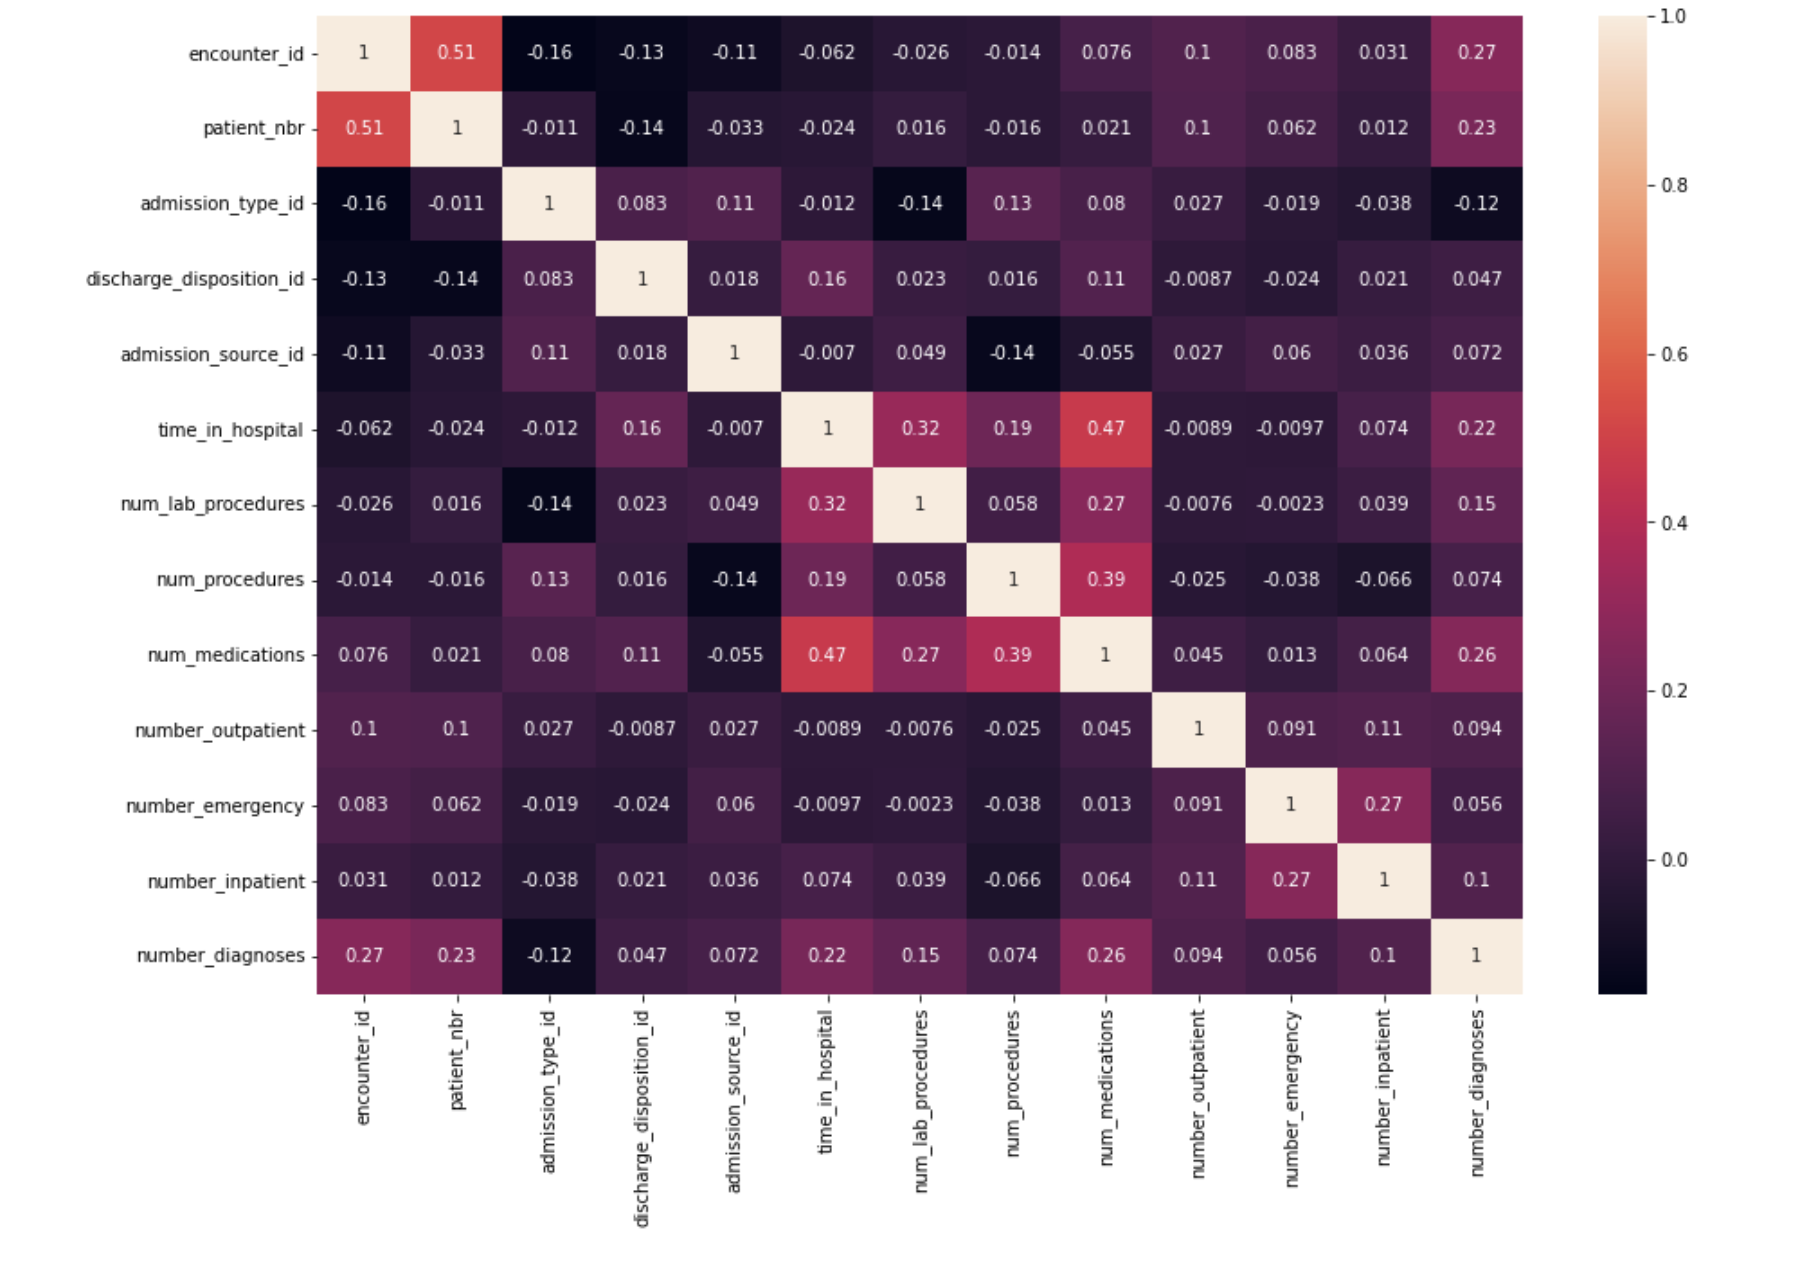 encounter_id 1 0.51 -0.16 -0.13 -0.11 -0.062 -0.026 -0.014 0.076 0.1 0.083 0.031 0.27
patient_nbr 0.51 1 -0.011 -0.14 -0.033 -0.024 0.016 -0.016 0.021 0.1 0.062 0.012 0.23
admission_type_id -0.16 -0.011 1 0.083 0.11 -0.012 -0.14 0.13 0.08 0.027 -0.019 -0.038 -0.12
discharge_disposition_id -0.13 -0.14 0.083 1 0.018 0.16 0.023 0.016 0.11 -0.0087 -0.024 0.021 0.047
admission_source_id -0.11 -0.033 0.11 0.018 1 -0.007 0.049 -0.14 -0.055 0.027 0.06 0.036 0.072
time_in_hospital -0.062 -0.024 -0.012 0.16 -0.007 1 0.32 0.19 0.47 -0.0089 -0.0097 0.074 0.22
num_lab_procedures -0.026 0.016 -0.14 0.023 0.049 0.32 1 0.058 0.27 -0.0076 -0.0023 0.039 0.15
num_procedures -0.014 -0.016 0.13 0.016 -0.14 0.19 0.058 1 0.39 -0.025 -0.038 -0.066 0.074
num_medications 0.076 0.021 0.08 0.11 -0.055 0.47 0.27 0.39 1 0.045 0.013 0.064 0.26
number_outpatient 0.1 0.1 0.027 -0.0087 0.027 -0.0089 -0.0076 -0.025 0.045 1 0.091 0.11 0.094
number_emergency 0.083 0.062 -0.019 -0.024 0.06 -0.0097 -0.0023 -0.038 0.013 0.091 1 0.27 0.056
number_inpatient 0.031 0.012 -0.038 0.021 0.036 0.074 0.039 -0.066 0.064 0.11 0.27 1 0.1
number_diagnoses 0.27 0.23 -0.12 0.047 0.072 0.22 0.15 0.074 0.26 0.094 0.056 0.1 1
encounter_id
patient_nbr
admission_type_id
discharge_disposition_id
admission_source_id
time_in_hospital
num_lab_procedures
num_procedures
num_medications
number_outpatient
number_emergency
number_inpatient
number_diagnoses
1.0
0.8
0.6
0.4
0.2
0.0